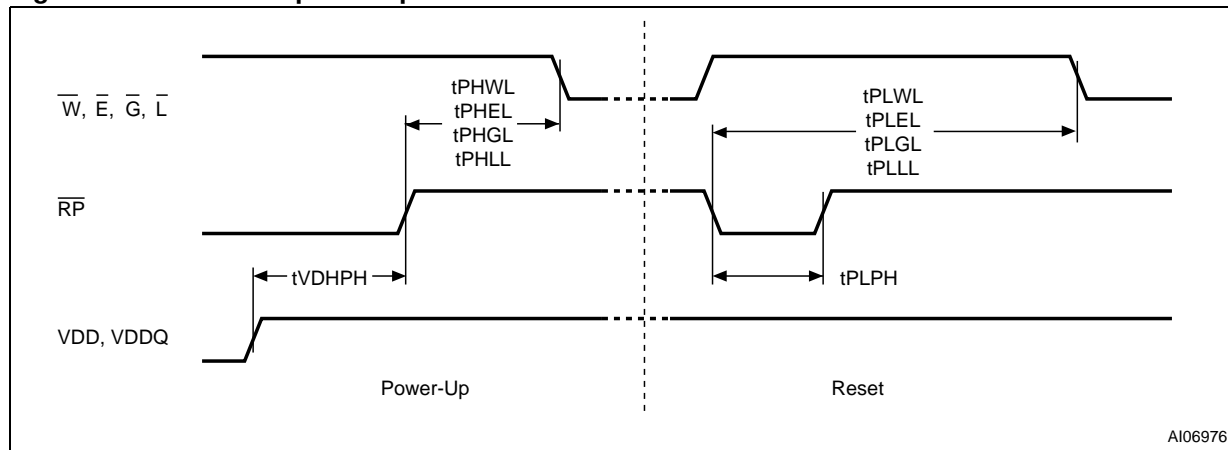 tPHWL
tPHEL
tPHGL
tPHLL
tPLWL
tPLEL
tPLGL
tPLLL
W, E, G, L
RP
tVDHPH
tPLPH
VDD, VDDQ
Power-Up
Reset
AI06976